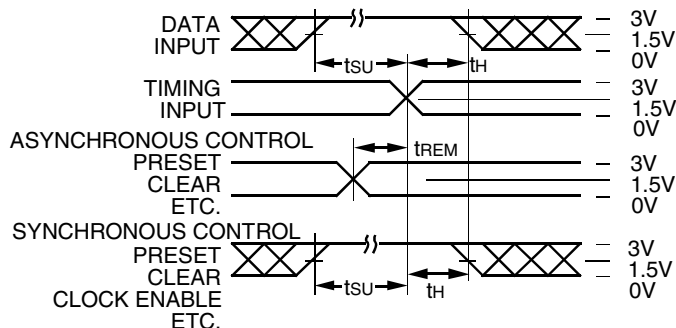 DATA
INPUT
3V
1.5V
0V
tSU
tH
TIMING
INPUT
3V
1.5V
0V
ASYNCHRONOUS CONTROL
PRESET
CLEAR
ETC.
tREM
3V
1.5V
0V
SYNCHRONOUS CONTROL
PRESET
CLEAR
CLOCK ENABLE
ETC.
tSU
tH
3V
1.5V
0V